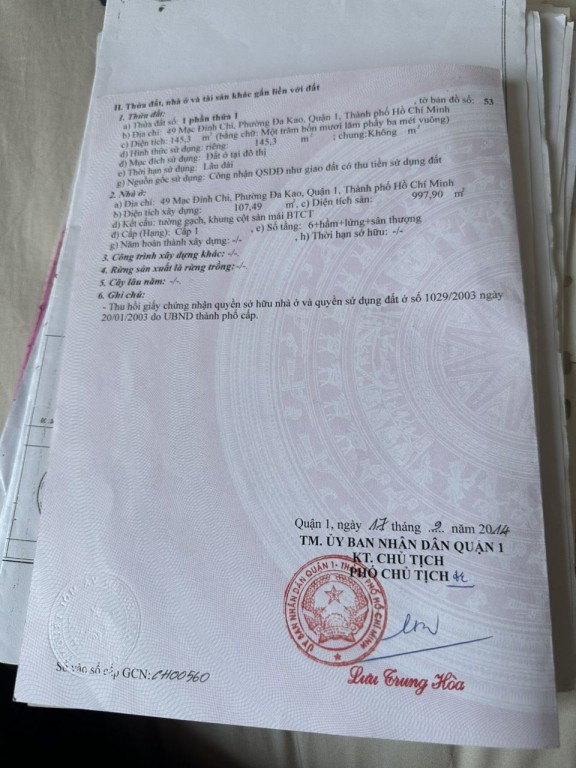 II. Thửa đất, nhà ở và tài sản khác gắn liền với đất
1. Thửa đất:
a) Thửa đất số: 1 phần thửa 1 , tờ bản đồ số: 53
b) Địa chỉ: 49 Mạc Đĩnh Chi, Phường Đa Kao, Quận 1, Thành phố Hồ Chí Minh
c) Diện tích: 145,3 m² (bằng chữ: Một trăm bốn mươi lăm phẩy ba mét vuông)
d) Hình thức sử dụng: riêng: 145,3 m² ; chung: Không m²
đ) Mục đích sử dụng: Đất ở tại đô thị
e) Thời hạn sử dụng: Lâu dài
g) Nguồn gốc sử dụng: Công nhận QSDĐ như giao đất có thu tiền sử dụng đất
2. Nhà ở:
a) Địa chỉ: 49 Mạc Đĩnh Chi, Phường Đa Kao, Quận 1, Thành phố Hồ Chí Minh
b) Diện tích xây dựng: 107,49 m², c) Diện tích sàn: 997,90 m²
d) Kết cấu: tường gạch, khung cột sàn mái BTCT
đ) Cấp (Hạng): Cấp 1 , e) Số tầng: 6+hầm+lửng+sân thượng
g) Năm hoàn thành xây dựng: -/- , h) Thời hạn sở hữu: -/-
3. Công trình xây dựng khác: -/-
4. Rừng sản xuất là rừng trồng: -/-
5. Cây lâu năm: -/-
6. Ghi chú:
- Thu hồi giấy chứng nhận quyền sở hữu nhà ở và quyền sử dụng đất ở số 1029/2003 ngày
20/01/2003 do UBND thành phố cấp.
Quận 1, ngày 17 tháng 2 năm 2014
TM. ỦY BAN NHÂN DÂN QUẬN 1
KT. CHỦ TỊCH
PHÓ CHỦ TỊCH
ỦY BAN NHÂN DÂN QUẬN 1 - THÀNH PHỐ HỒ CHÍ MINH
Lưu Trung Hòa
Số vào sổ cấp GCN: CH00560